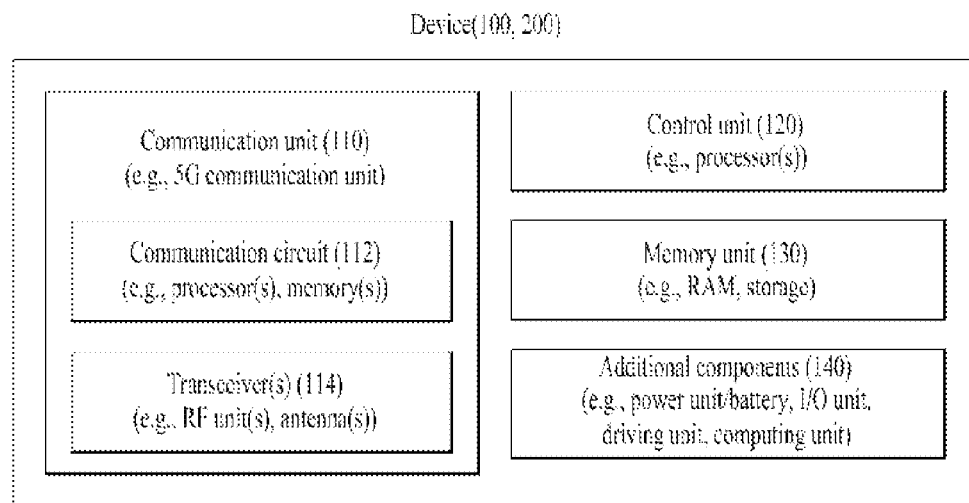 Device(100, 200)
Communication unit (110)
(e.g., 5G communication unit)
Communication circuit (112)
(e.g., processor(s), memory(s))
Transceiver(s) (114)
(e.g., RF unit(s), antenna(s))
Control unit (120)
(e.g., processor(s))
Memory unit (130)
(e.g., RAM, storage)
Additional components (140)
(e.g., power unit/battery, I/O unit,
driving unit, computing unit)